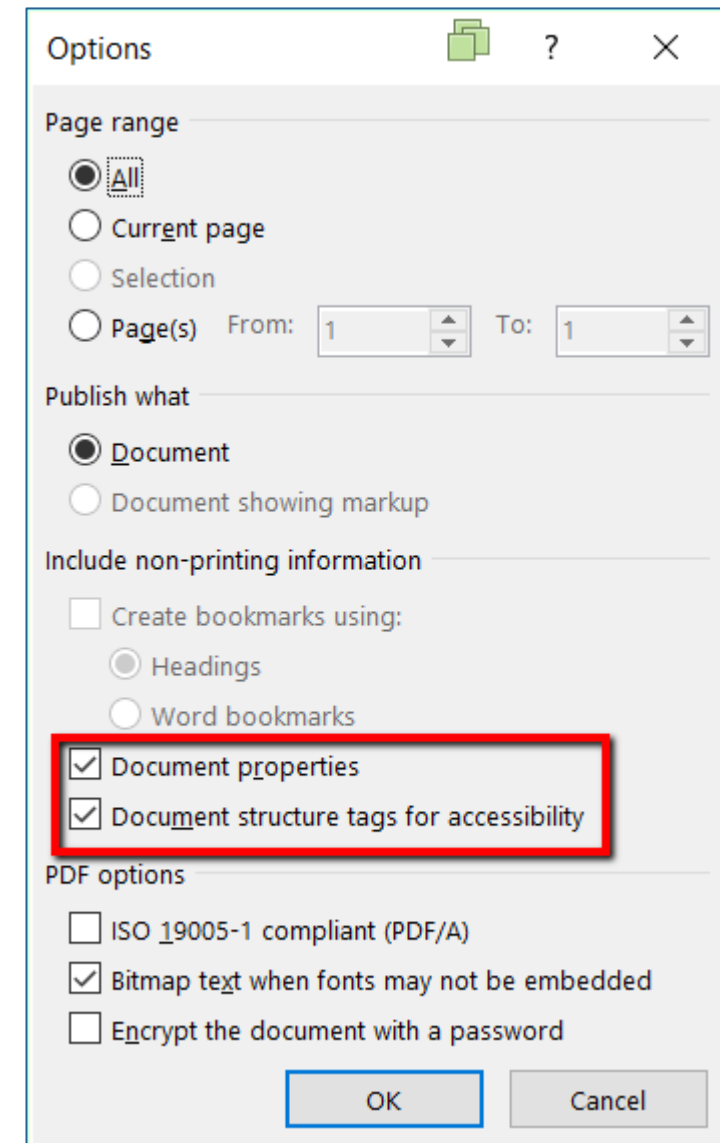 Options ?
Page range
All
Current page
Selection
Page(s) From: 1 To: 1
Publish what
Document
Document showing markup
Include non-printing information
Create bookmarks using:
Headings
Word bookmarks
Document properties
Document structure tags for accessibility
PDF options
ISO 19005-1 compliant (PDF/A)
Bitmap text when fonts may not be embedded
Encrypt the document with a password
OK Cancel